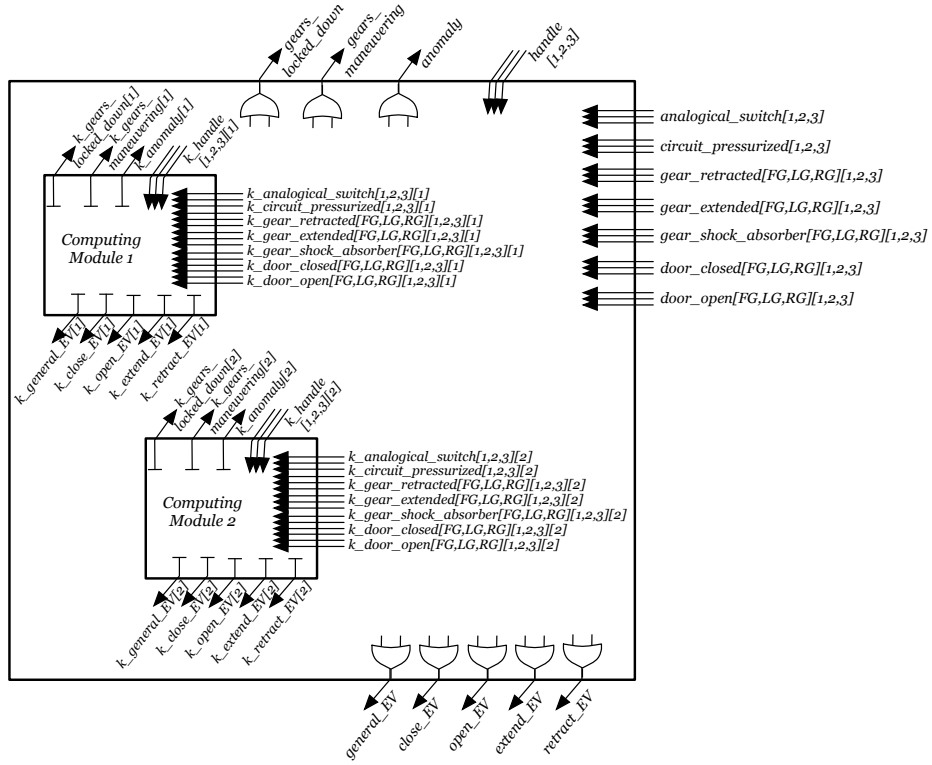 gears_
locked_down
gears_
maneuvering
anomaly
handle
[1,2,3]
analogical_switch[1,2,3]
circuit_pressurized[1,2,3]
gear_retracted[FG,LG,RG][1,2,3]
gear_extended[FG,LG,RG][1,2,3]
gear_shock_absorber[FG,LG,RG][1,2,3]
door_closed[FG,LG,RG][1,2,3]
door_open[FG,LG,RG][1,2,3]
k_gears_
locked_down[1]
k_gears_
maneuvering[1]
k_anomaly[1]
k_handle
[1,2,3][1]
Computing
Module 1
k_analogical_switch[1,2,3][1]
k_circuit_pressurized[1,2,3][1]
k_gear_retracted[FG,LG,RG][1,2,3][1]
k_gear_extended[FG,LG,RG][1,2,3][1]
k_gear_shock_absorber[FG,LG,RG][1,2,3][1]
k_door_closed[FG,LG,RG][1,2,3][1]
k_door_open[FG,LG,RG][1,2,3][1]
k_general_EV[1]
k_close_EV[1]
k_open_EV[1]
k_extend_EV[1]
k_retract_EV[1]
k_gears_
locked_down[2]
k_gears_
maneuvering[2]
k_anomaly[2]
k_handle
[1,2,3][2]
Computing
Module 2
k_analogical_switch[1,2,3][2]
k_circuit_pressurized[1,2,3][2]
k_gear_retracted[FG,LG,RG][1,2,3][2]
k_gear_extended[FG,LG,RG][1,2,3][2]
k_gear_shock_absorber[FG,LG,RG][1,2,3][2]
k_door_closed[FG,LG,RG][1,2,3][2]
k_door_open[FG,LG,RG][1,2,3][2]
k_general_EV[2]
k_close_EV[2]
k_open_EV[2]
k_extend_EV[2]
k_retract_EV[2]
general_EV
close_EV
open_EV
extend_EV
retract_EV